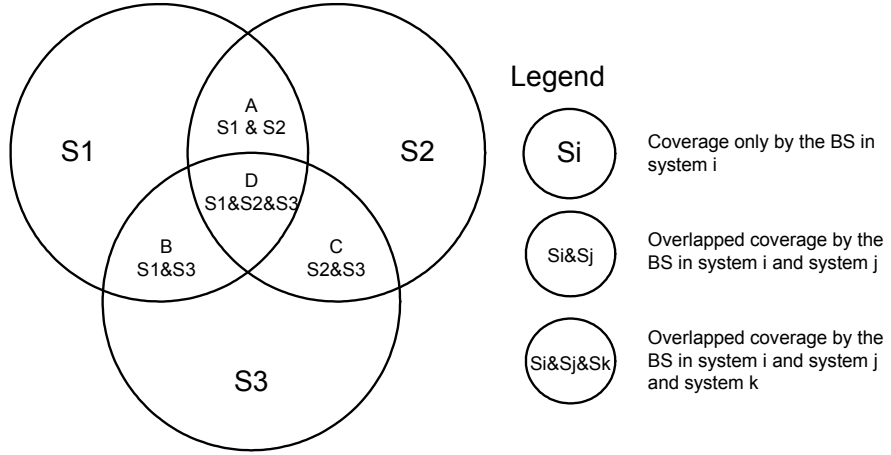 S1
A
S1 & S2
S2
D
S1&S2&S3
B
S1&S3
C
S2&S3
S3
Legend
Si
Coverage only by the BS in
system i
Si&Sj
Overlapped coverage by the
BS in system i and system j
Si&Sj&Sk
Overlapped coverage by the
BS in system i and system j
and system k